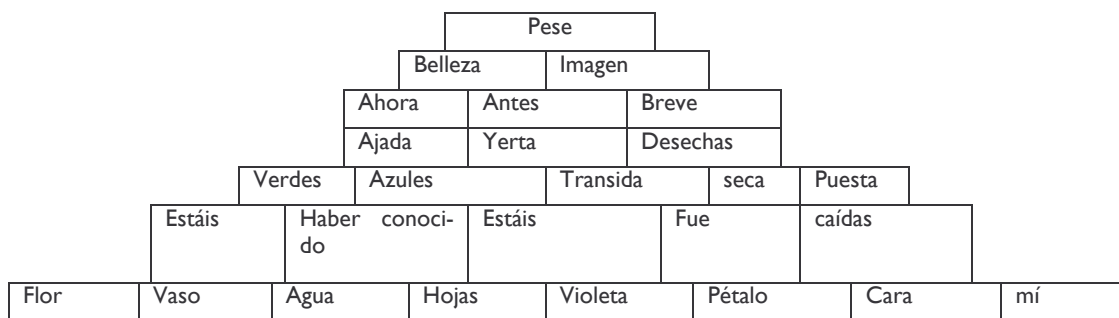 Pese
Belleza Imagen
Ahora Antes Breve
Ajada Yerta Desechas
Verdes Azules Transida seca Puesta
Estáis Haber conoci-
do Estáis Fue caídas
Flor Vaso Agua Hojas Violeta Pétalo Cara mí